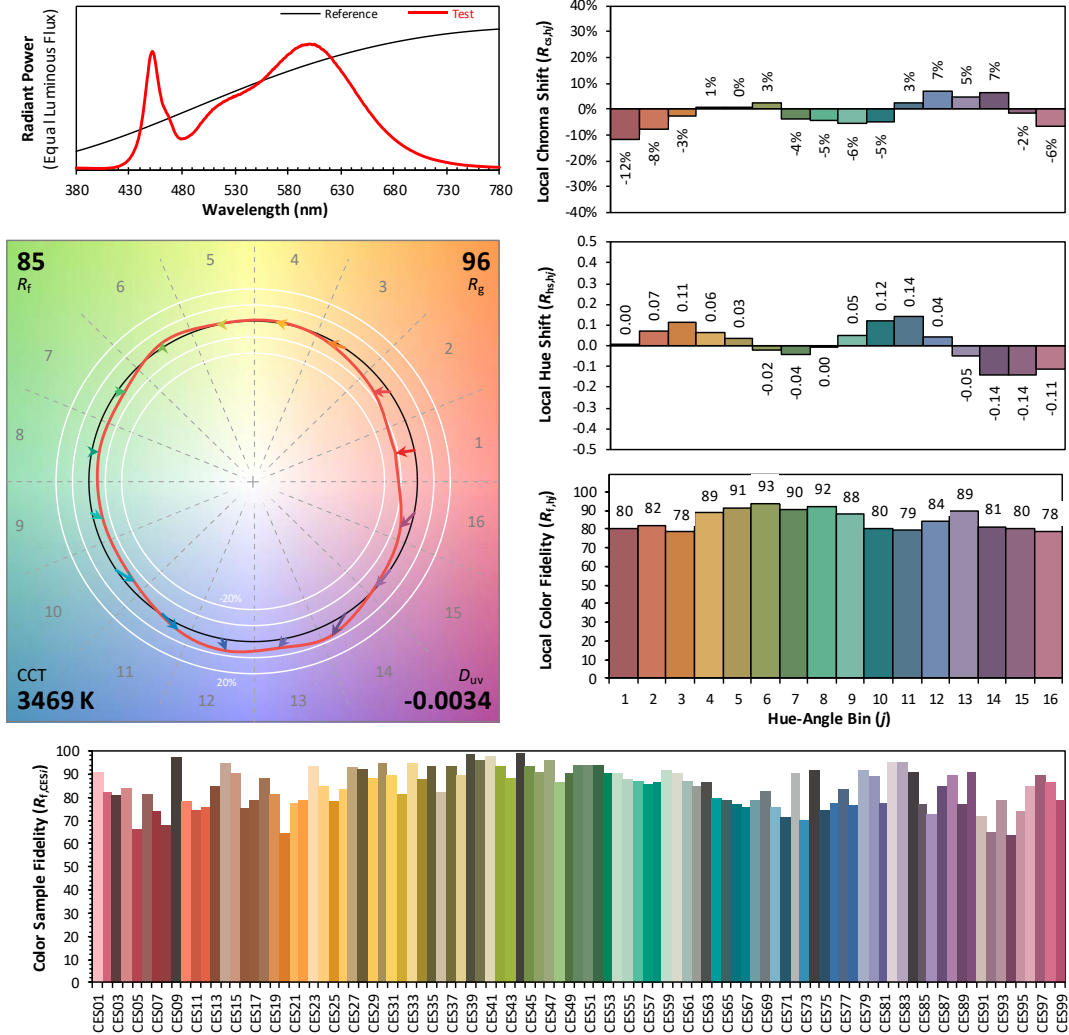 Reference
Test
Radiant Power
(Equal Luminous Flux)
380
430
480
530
580
630
680
730
780
Wavelength (nm)
Local Chroma Shift (Rcs,hj)
40%
30%
20%
10%
0%
-10%
-20%
-30%
-40%
-12%
-8%
-3%
1%
0%
3%
-4%
-5%
-6%
-5%
3%
7%
5%
7%
-2%
-6%
85
Rf
96
Rg
5
4
6
3
7
2
8
1
9
16
10
15
11
14
12
13
-20%
20%
CCT
3469 K
Duv
-0.0034
Local Hue Shift (Rhs,hj)
0.5
0.4
0.3
0.2
0.1
0.0
-0.1
-0.2
-0.3
-0.4
-0.5
0.00
0.07
0.11
0.06
0.03
-0.02
-0.04
0.00
0.05
0.12
0.14
0.04
-0.05
-0.14
-0.14
-0.11
Local Color Fidelity (Rf,hj)
100
90
80
70
60
50
40
30
20
10
0
80
82
78
89
91
93
90
92
88
80
79
84
89
81
80
78
1 2 3 4 5 6 7 8 9 10 11 12 13 14 15 16
Hue-Angle Bin (j)
Color Sample Fidelity (Rf,CESi)
100
90
80
70
60
50
40
30
20
10
0
CES01
CES03
CES05
CES07
CES09
CES11
CES13
CES15
CES17
CES19
CES21
CES23
CES25
CES27
CES29
CES31
CES33
CES35
CES37
CES39
CES41
CES43
CES45
CES47
CES49
CES51
CES53
CES55
CES57
CES59
CES61
CES63
CES65
CES67
CES69
CES71
CES73
CES75
CES77
CES79
CES81
CES83
CES85
CES87
CES89
CES91
CES93
CES95
CES97
CES99